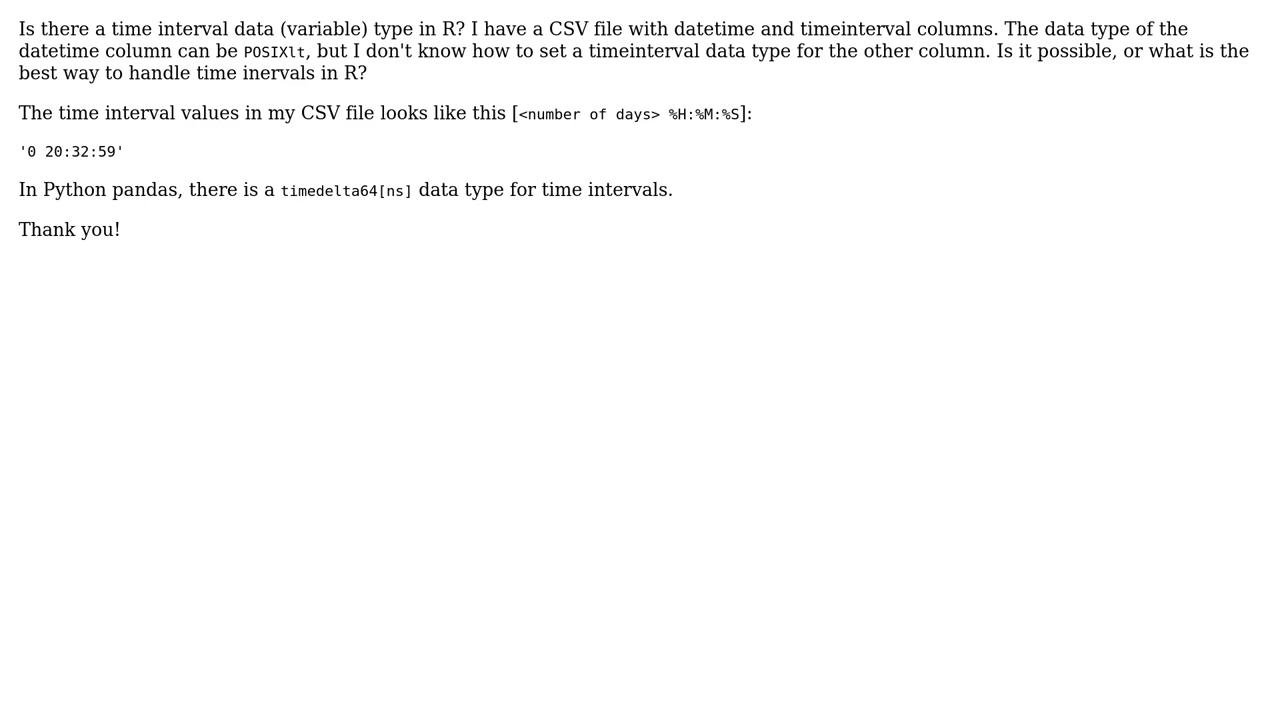 Is there a time interval data (variable) type in R? I have a CSV file with datetime and timeinterval columns. The data type of the
datetime column can be POSIXlt, but I don't know how to set a timeinterval data type for the other column. Is it possible, or what is the
best way to handle time inervals in R?
The time interval values in my CSV file looks like this [<number of days> %H:%M:%S]:
'0 20:32:59'
In Python pandas, there is a timedelta64[ns] data type for time intervals.
Thank you!